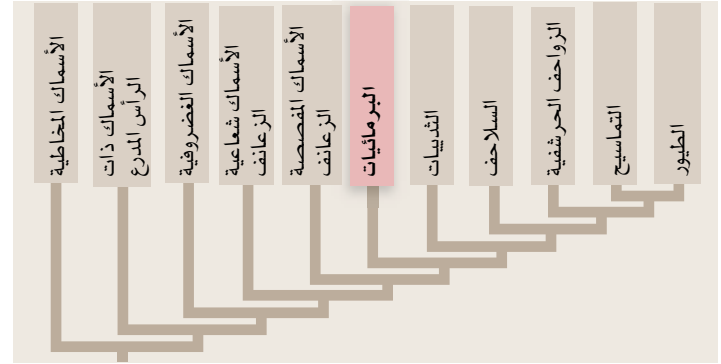 الأسماك المخاطية
الأسماك ذات
الرأس المدرع
الأسماك الغضروفية
الأسماك شعاعية
الزعانف
الأسماك المفصصة
الزعانف
البرمائيات
الثدييات
السلاحف
الزواحف الحرشفية
التماسيح
الطيور